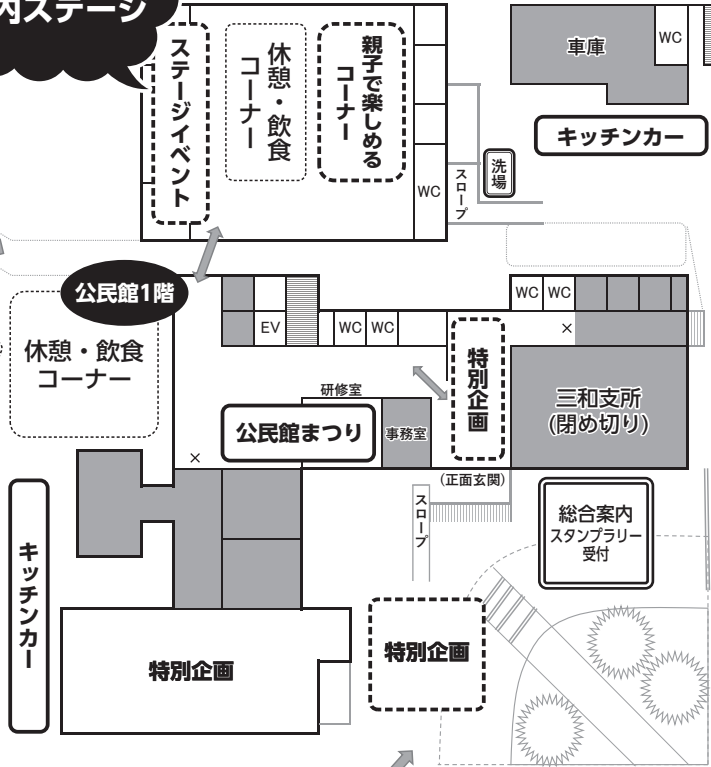 内ステージ
ステージイベント
休憩・飲食
コーナー
親子で楽しめる
コーナー
WC
スロープ
洗場
車庫
WC
キッチンカー
公民館1階
休憩・飲食
コーナー
EV
WC
WC
特別企画
WC
WC
×
三和支所
(閉め切り)
研修室
公民館まつり
事務室
×
(正面玄関)
スロープ
総合案内
スタンプラリー
受付
キッチンカー
特別企画
特別企画